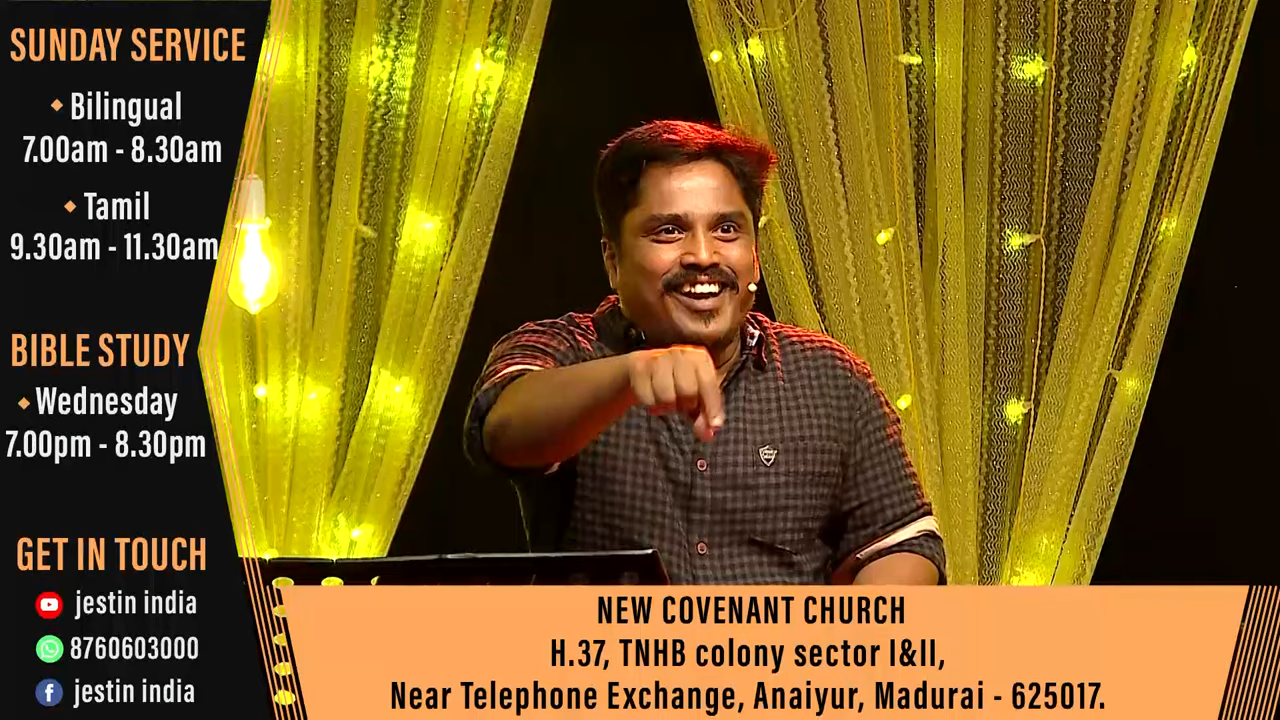 SUNDAY SERVICE
Bilingual
7.00am - 8.30am
Tamil
9.30am - 11.30am
BIBLE STUDY
Wednesday
7.00pm - 8.30pm
GET IN TOUCH
jestin india
8760603000
jestin india
NEW COVENANT CHURCH
H.37, TNHB colony sector I&II,
Near Telephone Exchange, Anaiyur, Madurai - 625017.